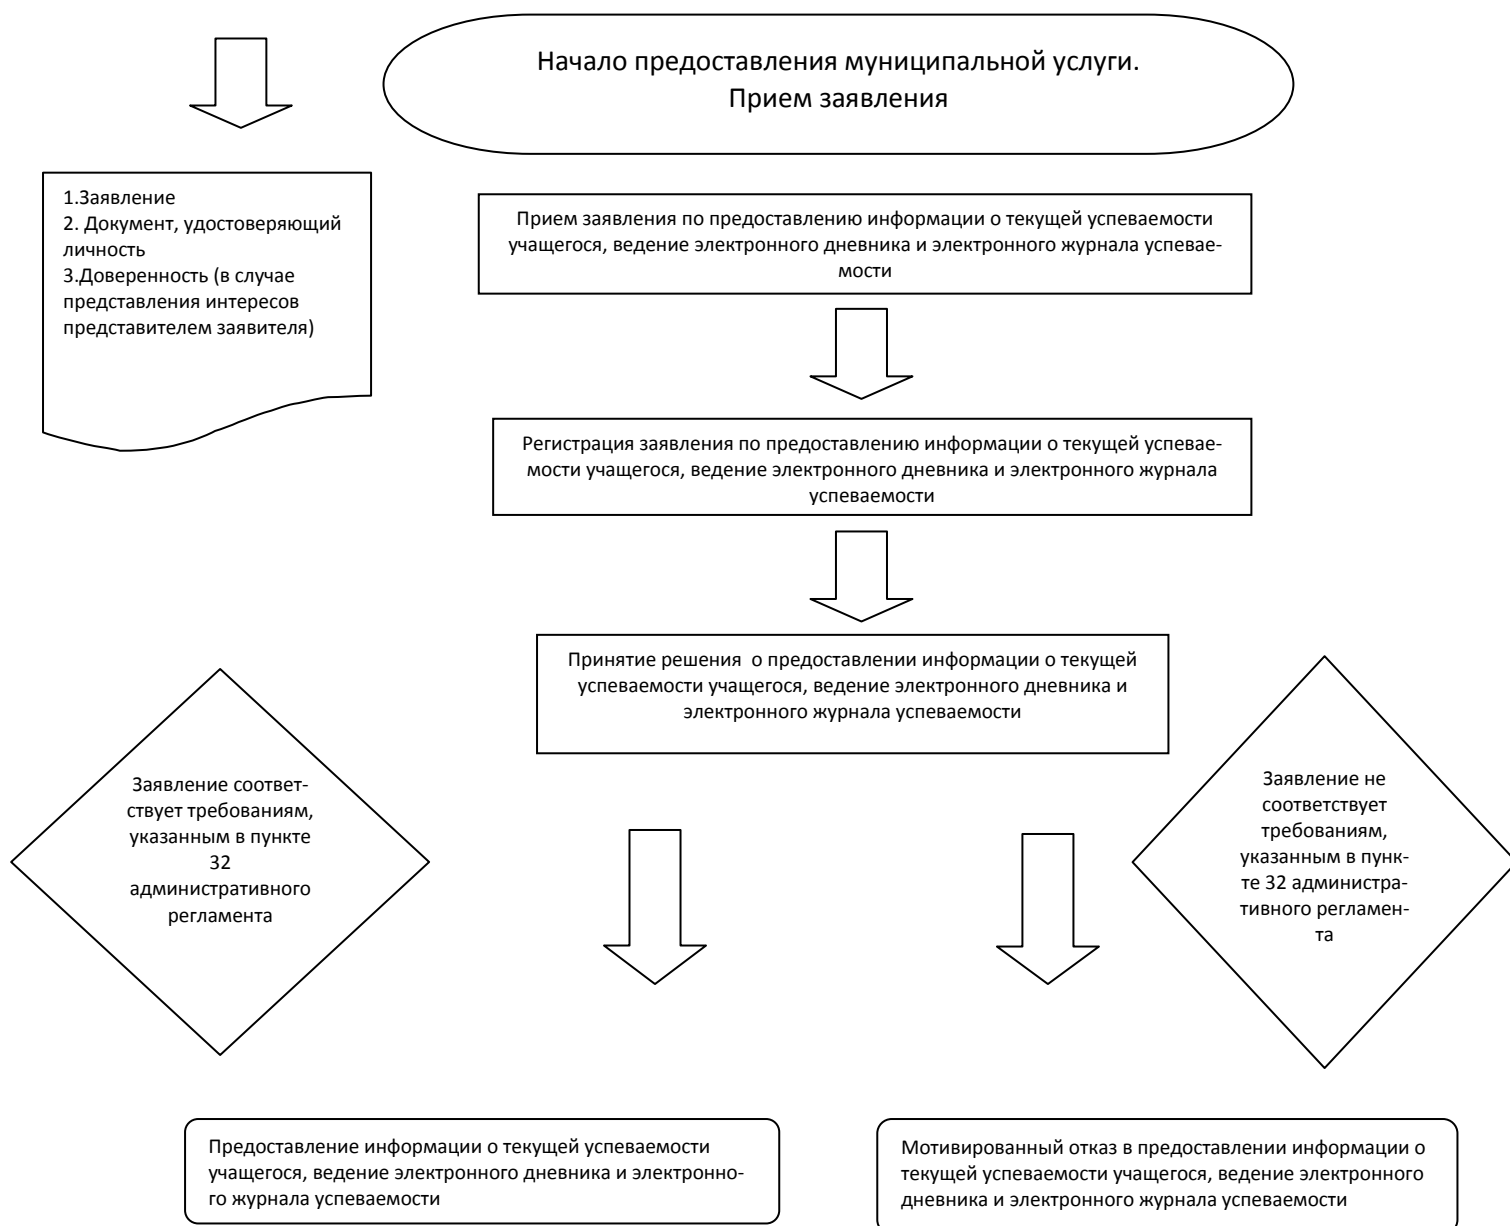 Начало предоставления муниципальной услуги.
Прием заявления
1.Заявление
2. Документ, удостоверяющий
личность
3.Доверенность (в случае
представления интересов
представителем заявителя)
Прием заявления по предоставлению информации о текущей успеваемости
учащегося, ведение электронного дневника и электронного журнала успевае-
мости
Регистрация заявления по предоставлению информации о текущей успевае-
мости учащегося, ведение электронного дневника и электронного журнала
успеваемости
Принятие решения  о предоставлении информации о текущей
успеваемости учащегося, ведение электронного дневника и
электронного журнала успеваемости
Заявление соответ-
ствует требованиям,
указанным в пункте
32
административного
регламента
Заявление не
соответствует
требованиям,
указанным в пунк-
те 32 администра-
тивного регламен-
та
Предоставление информации о текущей успеваемости
учащегося, ведение электронного дневника и электронно-
го журнала успеваемости
Мотивированный отказ в предоставлении информации о
текущей успеваемости учащегося, ведение электронного
дневника и электронного журнала успеваемости